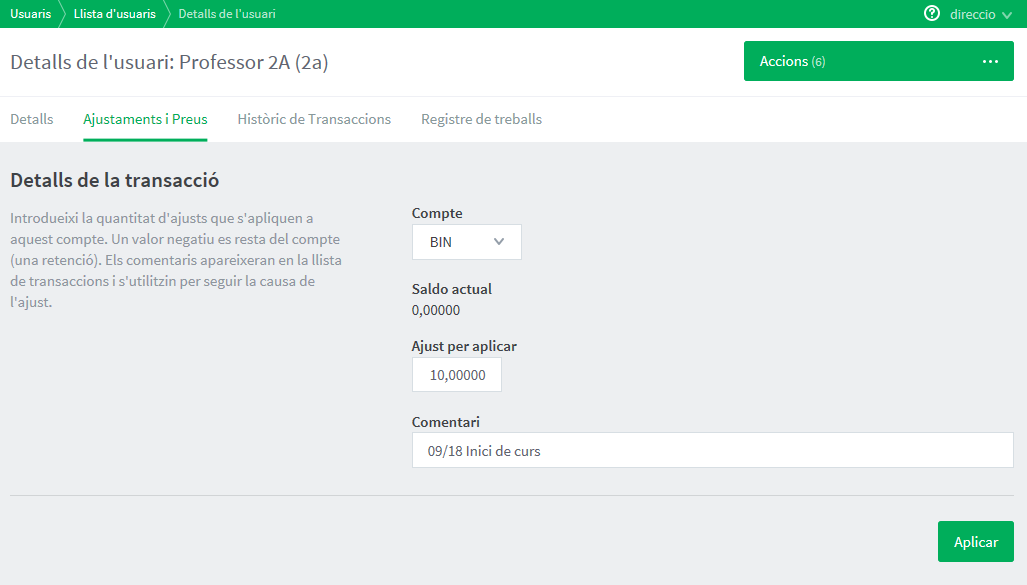 Usuaris
Llista d'usuaris
Detalls de l'usuari
direccio
Detalls de l'usuari: Professor 2A (2a)
Accions (6)
Detalls
Ajustaments i Preus
Històric de Transaccions
Registre de treballs
Detalls de la transacció
Introdueixi la quantitat d'ajusts que s'apliquen a
aquest compte. Un valor negatiu es resta del compte
(una retenció). Els comentaris apareixeran en la llista
de transaccions i s'utilitzin per seguir la causa de
l'ajust.
Compte
BIN
Saldo actual
0,00000
Ajust per aplicar
10,00000
Comentari
09/18 Inici de curs
Aplicar